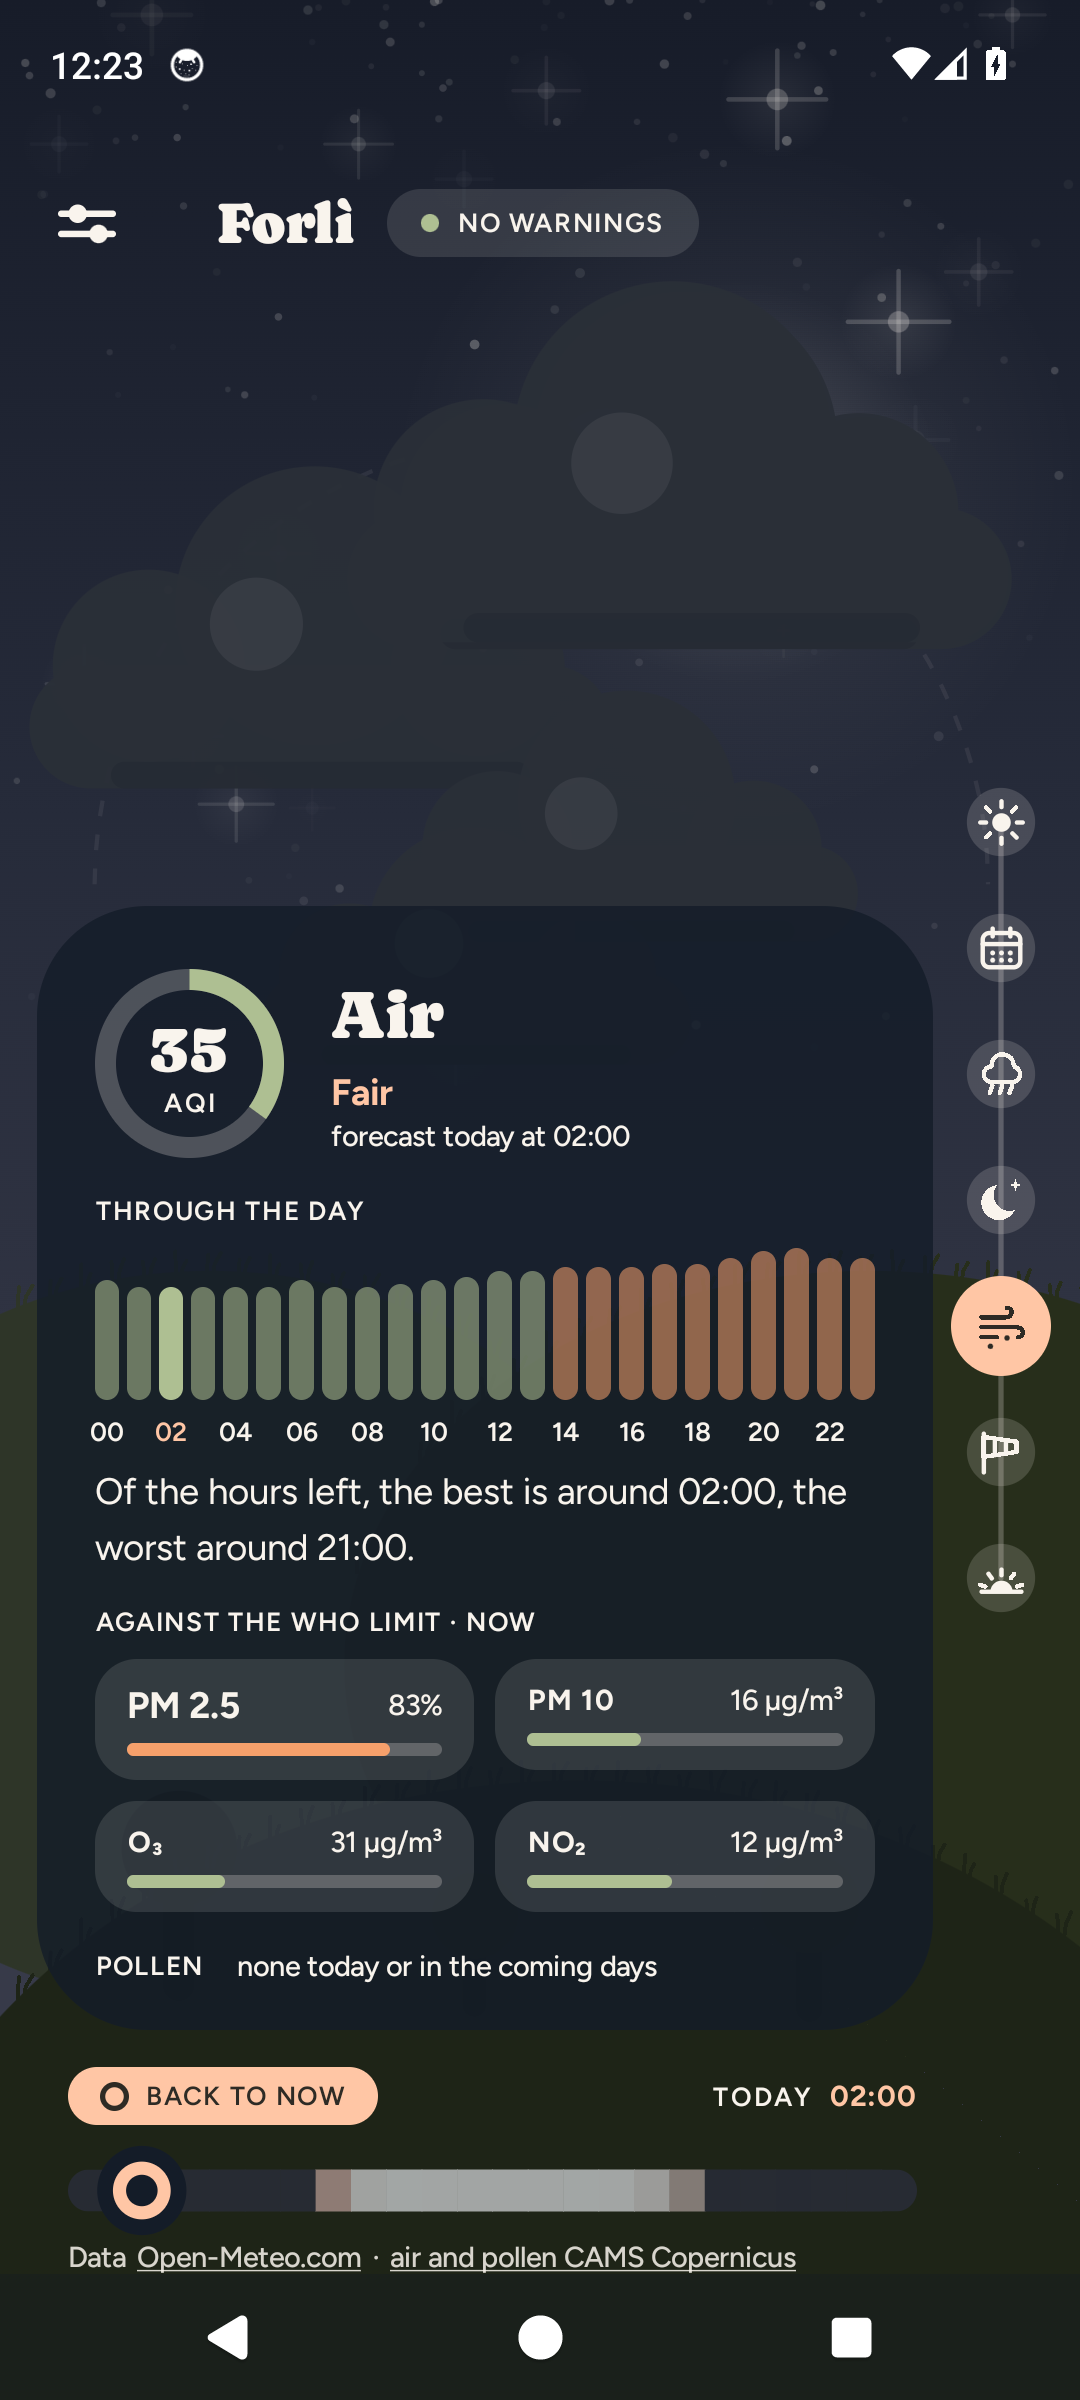 12:23
Forlì
NO WARNINGS
35
AQI
Air
Fair
forecast today at 02:00
THROUGH THE DAY
00 02 04 06 08 10 12 14 16 18 20 22
Of the hours left, the best is around 02:00, the
worst around 21:00.
AGAINST THE WHO LIMIT · NOW
PM 2.5 83%
PM 10 16 µg/m³
O₃ 31 µg/m³
NO₂ 12 µg/m³
POLLEN none today or in the coming days
BACK TO NOW
TODAY 02:00
Data Open-Meteo.com · air and pollen CAMS Copernicus